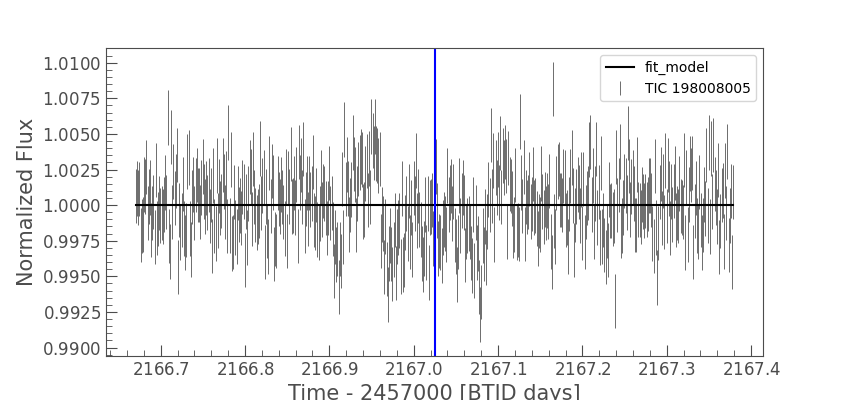 1.0100
1.0075
1.0050
1.0025
1.0000
0.9975
0.9950
0.9925
0.9900
Normalized Flux
fit_model
TIC 198008005
2166.7 2166.8 2166.9 2167.0 2167.1 2167.2 2167.3 2167.4
Time - 2457000 [BTJD days]